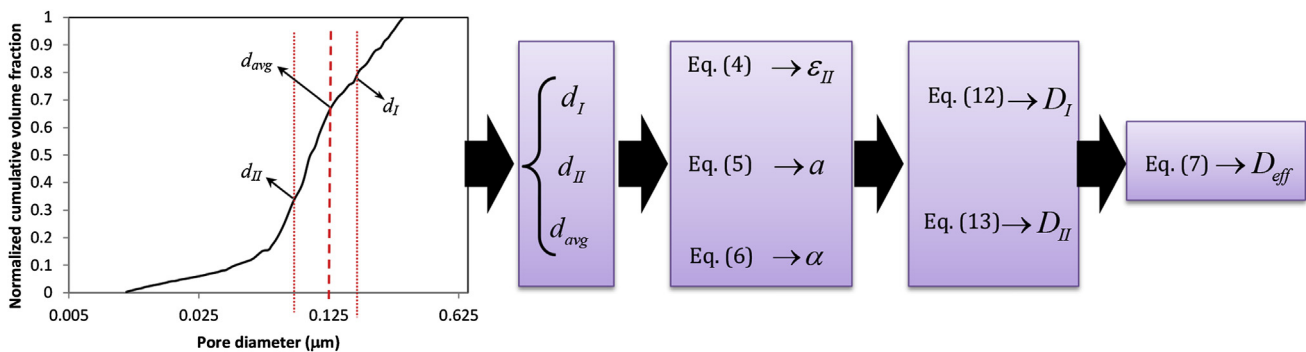 Normalized cumulative volume fraction
1
0.9
0.8
0.7
0.6
0.5
0.4
0.3
0.2
0.1
0
d_avg
d_I
d_II
0.005 0.025 0.125 0.625
Pore diameter (μm)
d_I
d_II
d_avg
Eq. (4) → ε_II
Eq. (5) → a
Eq. (6) → α
Eq. (12) → D_I
Eq. (13) → D_II
Eq. (7) → D_eff